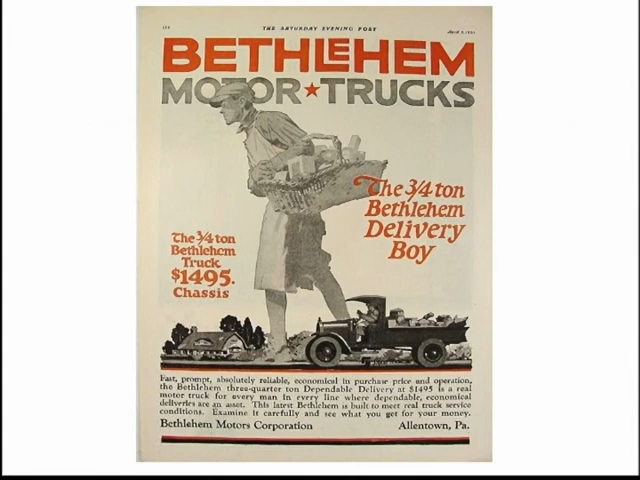 THE SATURDAY EVENING POST
BETHLEHEM
MOTOR ★ TRUCKS
The 3/4 ton
Bethlehem
Delivery
Boy
The 3/4 ton
Bethlehem
Truck
$1495.
Chassis
Fast, prompt, absolutely reliable, economical in purchase price and operation,
the Bethlehem three-quarter ton Dependable Delivery at $1495 is a real
motor truck for every man in every line where dependable, economical
deliveries are an asset. This latest Bethlehem is built to meet real truck service
conditions. Examine it carefully and see what you get for your money.
Bethlehem Motors Corporation Allentown, Pa.